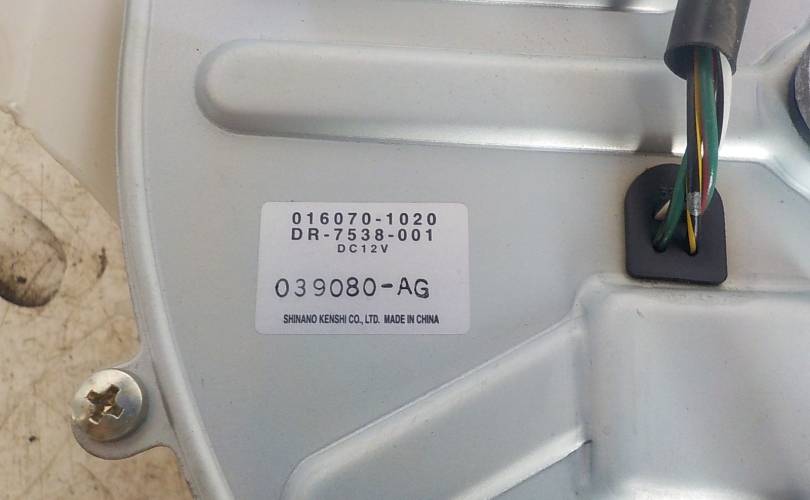 016070-1020
DR-7538-001
DC12V
039080-AG
SHINANO KENSHI CO., LTD. MADE IN CHINA